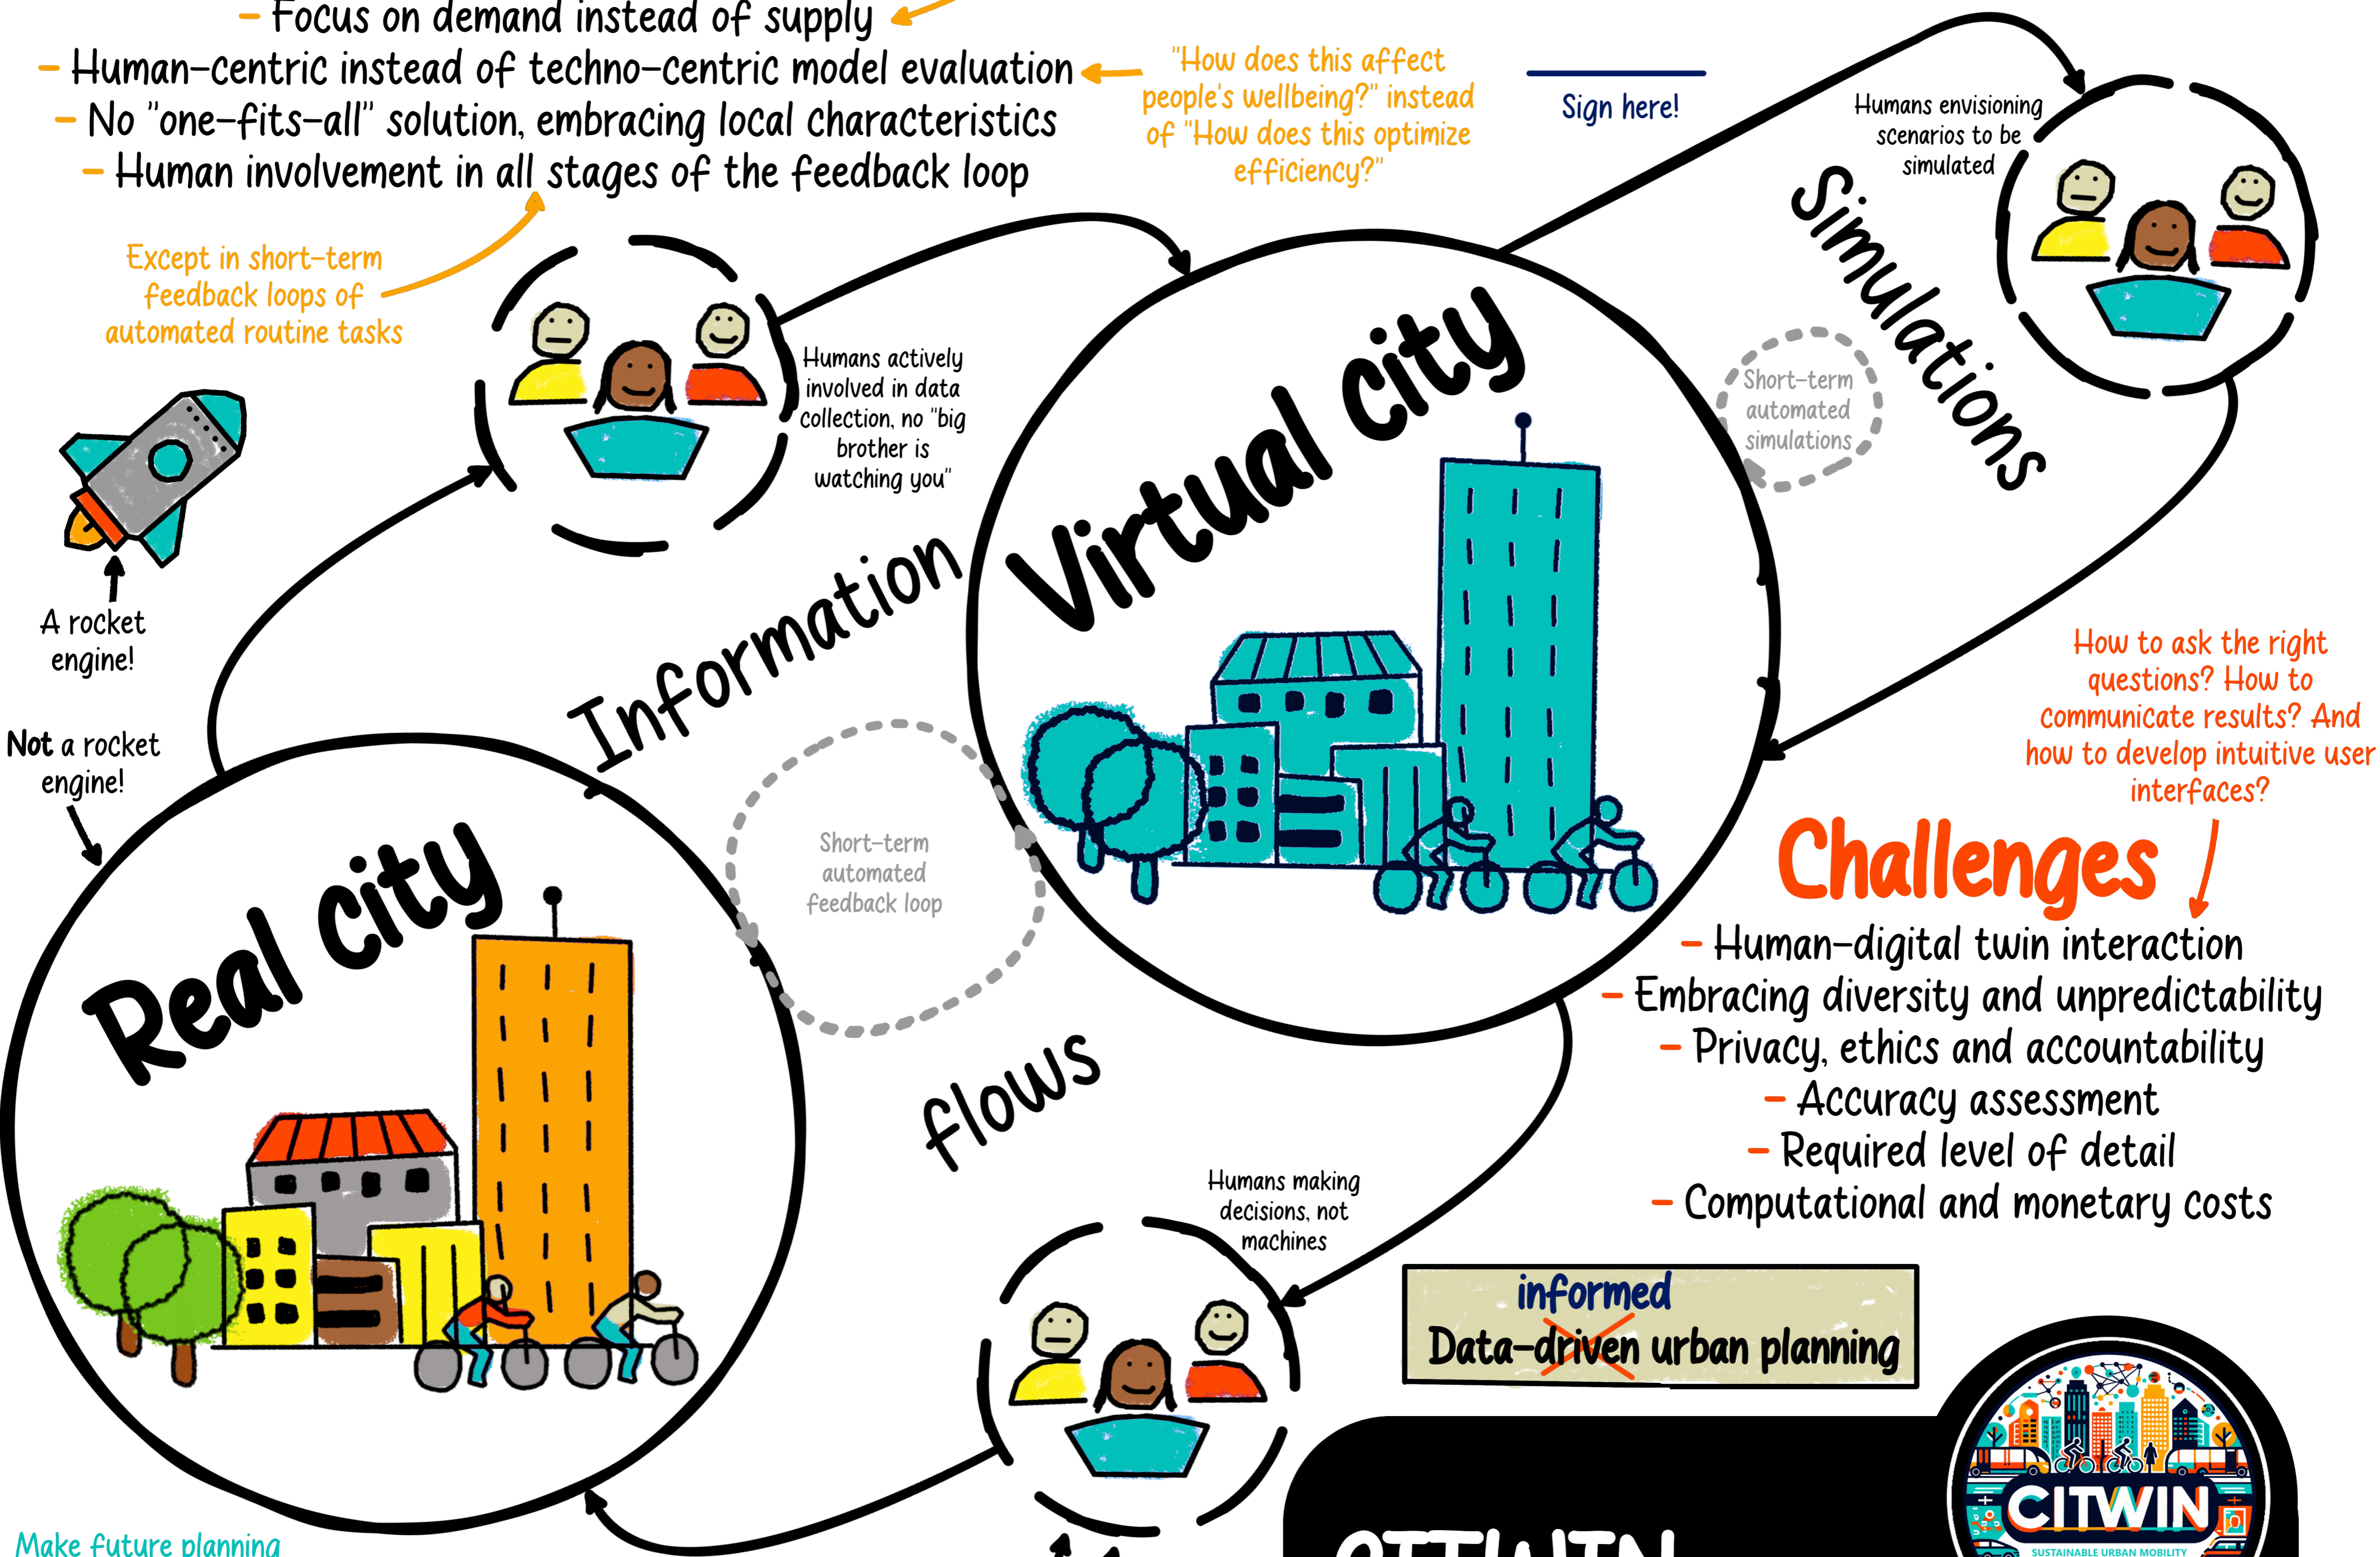 - Focus on demand instead of supply
- Human-centric instead of techno-centric model evaluation
- No "one-fits-all" solution, embracing local characteristics
- Human involvement in all stages of the feedback loop
"How does this affect
people's wellbeing?" instead
of "How does this optimize
efficiency?"
Sign here!
Humans envisioning
scenarios to be
simulated
Simulations
Except in short-term
feedback loops of
automated routine tasks
Humans actively
involved in data
collection, no "big
brother is
watching you"
Short-term
automated
simulations
Virtual city
A rocket
engine!
Not a rocket
engine!
Information
flows
Short-term
automated
feedback loop
Real city
How to ask the right
questions? How to
communicate results? And
how to develop intuitive user
interfaces?
Challenges
- Human-digital twin interaction
- Embracing diversity and unpredictability
- Privacy, ethics and accountability
- Accuracy assessment
- Required level of detail
- Computational and monetary costs
Humans making
decisions, not
machines
informed
Data-driven urban planning
Make future planning
CITWIN
CITWIN
SUSTAINABLE URBAN MOBILITY